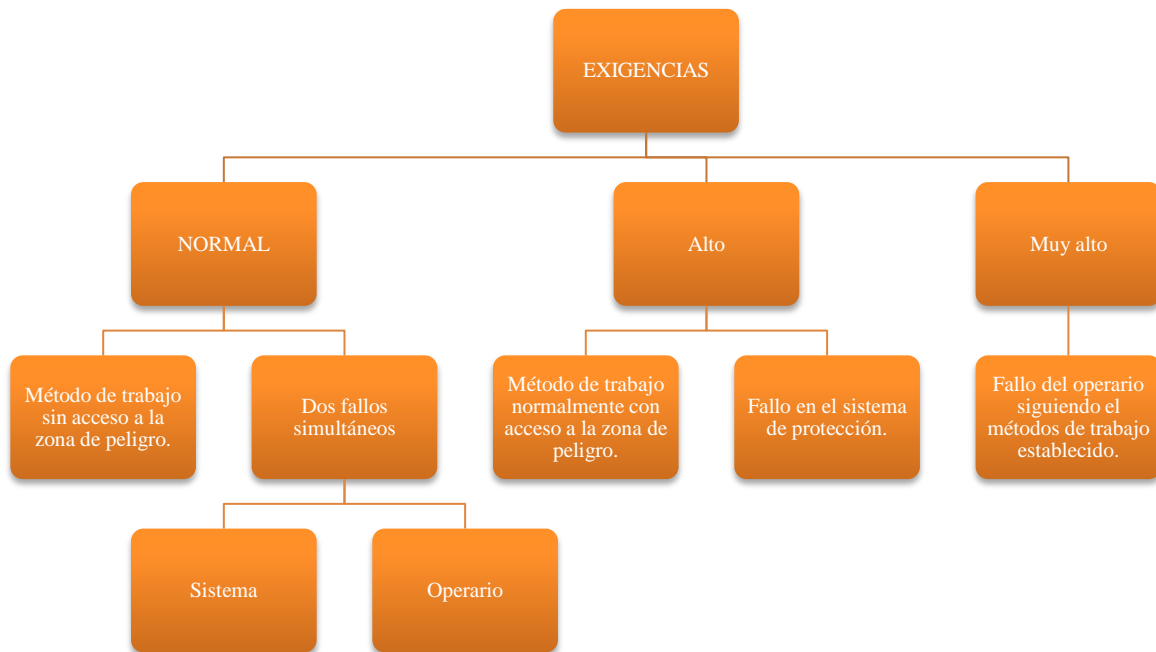 EXIGENCIAS
NORMAL
Alto
Muy alto
Método de trabajo
sin acceso a la
zona de peligro.
Dos fallos
simultáneos
Método de trabajo
normalmente con
acceso a la zona de
peligro.
Fallo en el sistema
de protección.
Fallo del operario
siguiendo el
métodos de trabajo
establecido.
Sistema
Operario